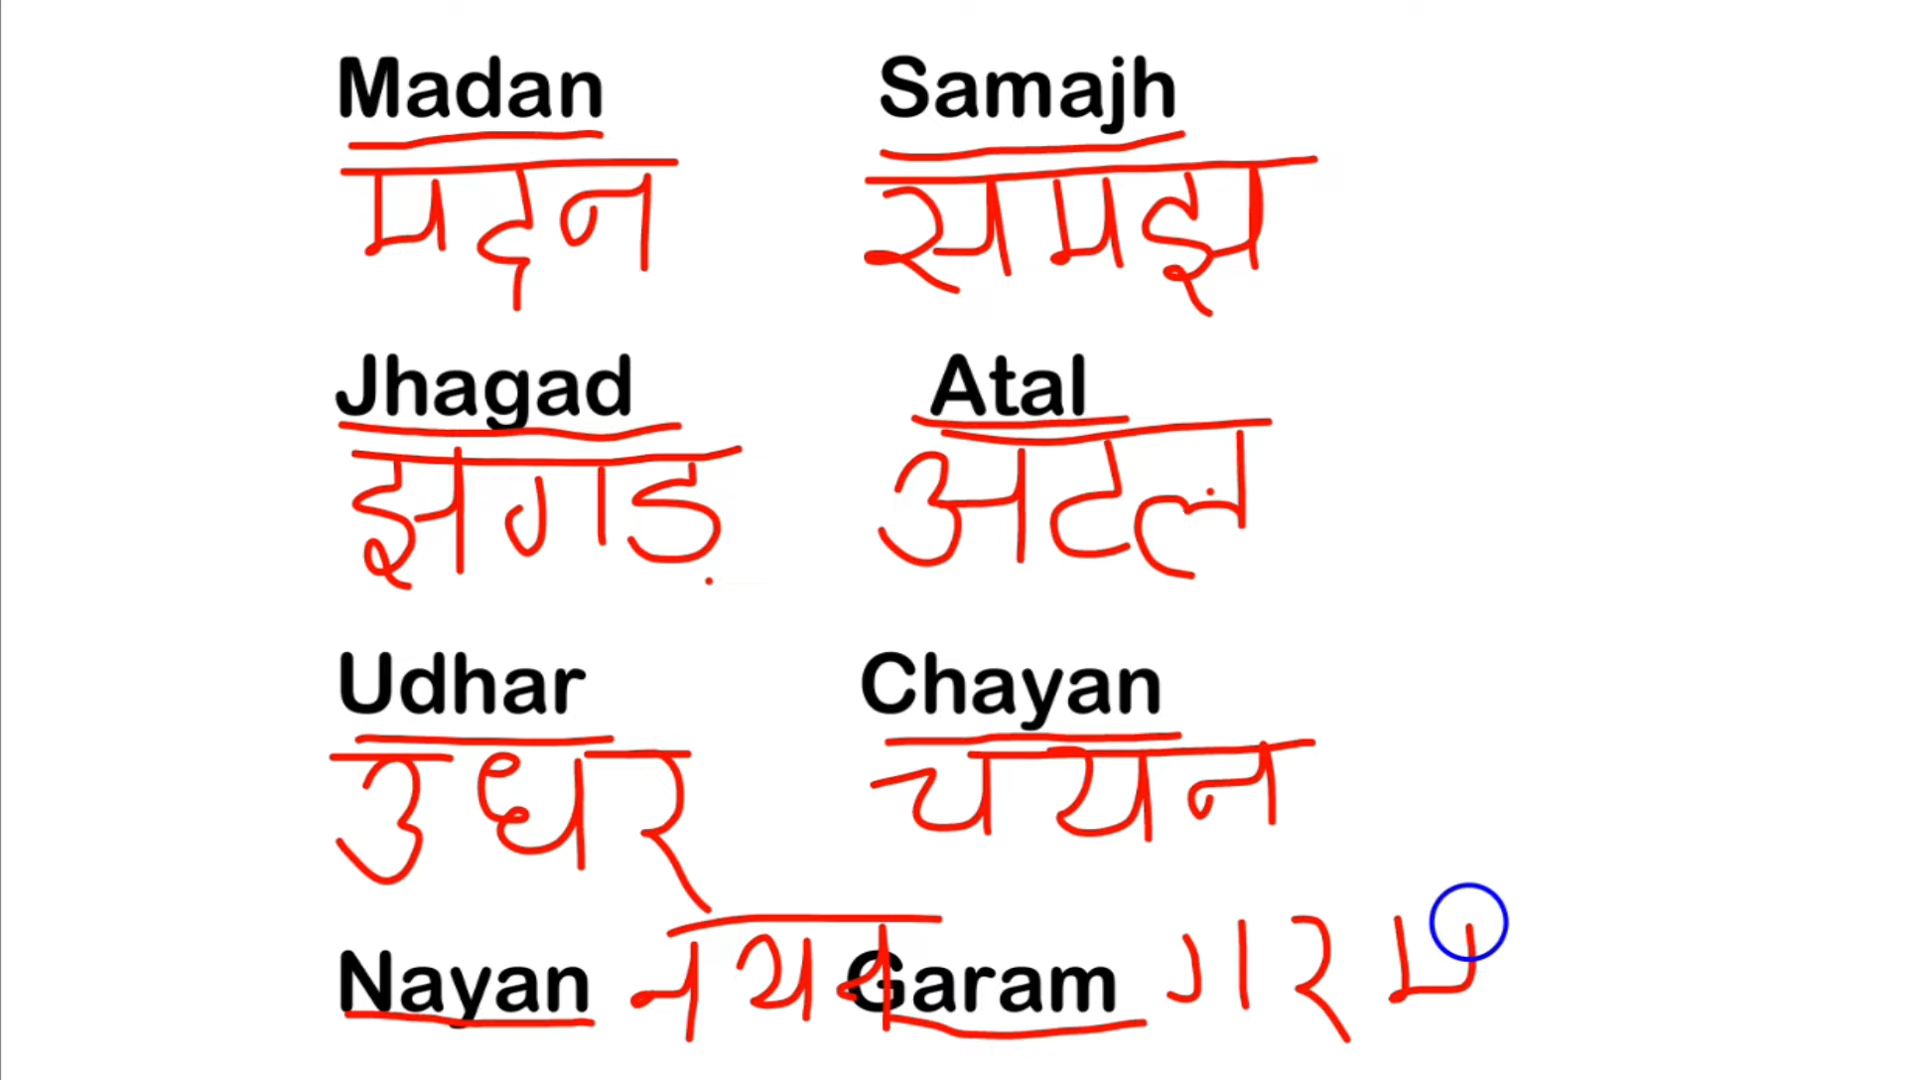 Madan Samajh
मदन समझ
Jhagad Atal
झगड़ अटल
Udhar Chayan
उधर चयन
Nayan नयन Garam गरम